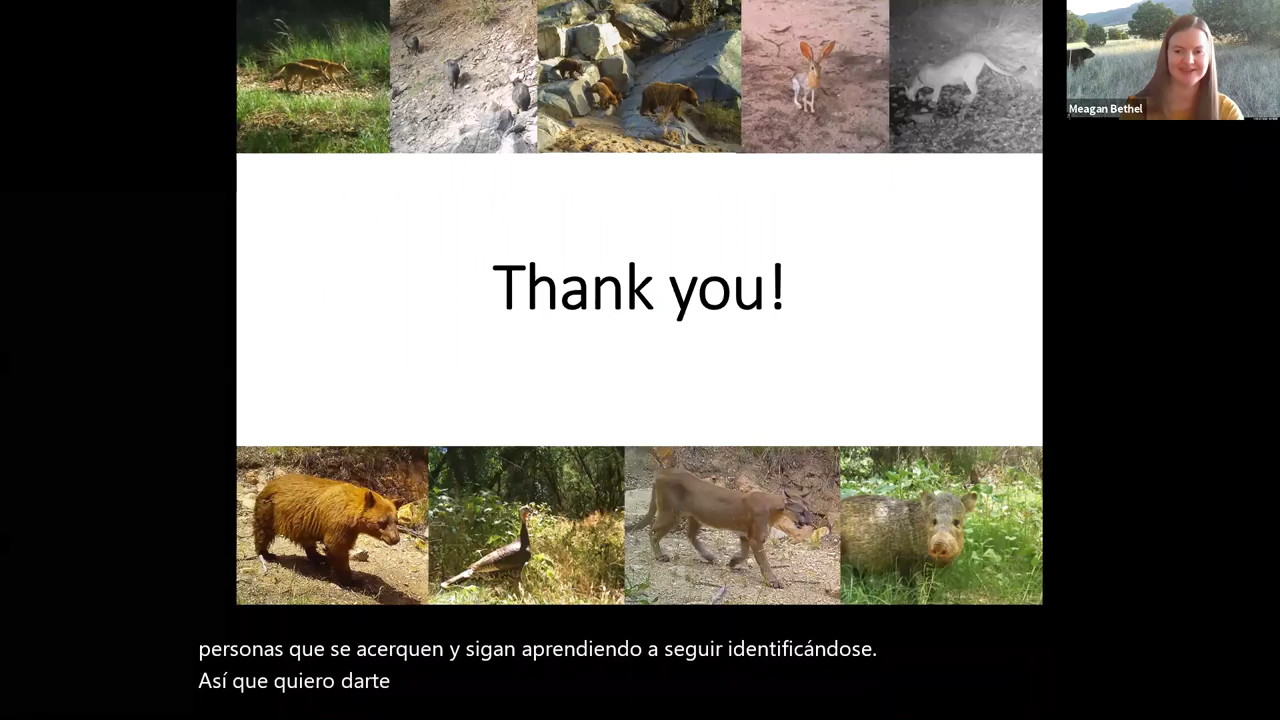 Meagan Bethel
Thank you!
personas que se acerquen y sigan aprendiendo a seguir identificándose.
Así que quiero darte